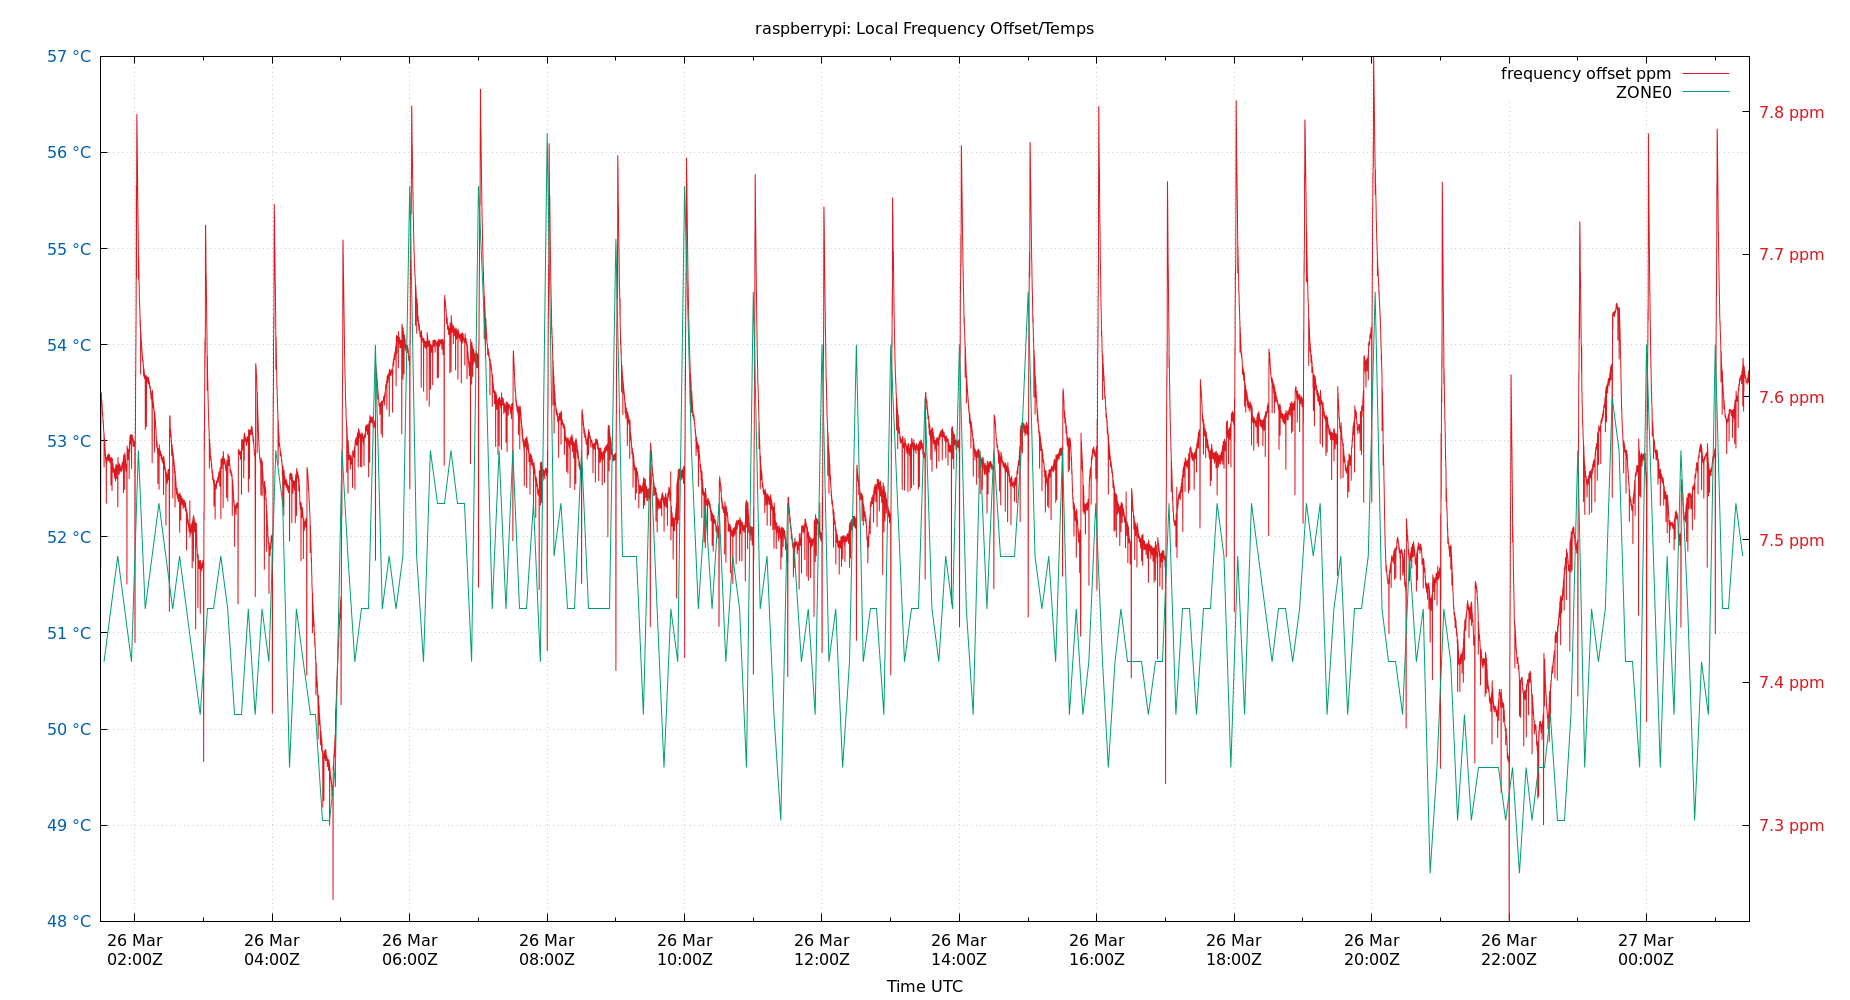 raspberrypi: Local Frequency Offset/Temps
57 °C
56 °C
55 °C
54 °C
53 °C
52 °C
51 °C
50 °C
49 °C
48 °C
frequency offset ppm
ZONE0
7.8 ppm
7.7 ppm
7.6 ppm
7.5 ppm
7.4 ppm
7.3 ppm
26 Mar 26 Mar 26 Mar 26 Mar 26 Mar 26 Mar 26 Mar 26 Mar 26 Mar 26 Mar 26 Mar 27 Mar
02:00Z 04:00Z 06:00Z 08:00Z 10:00Z 12:00Z 14:00Z 16:00Z 18:00Z 20:00Z 22:00Z 00:00Z
Time UTC